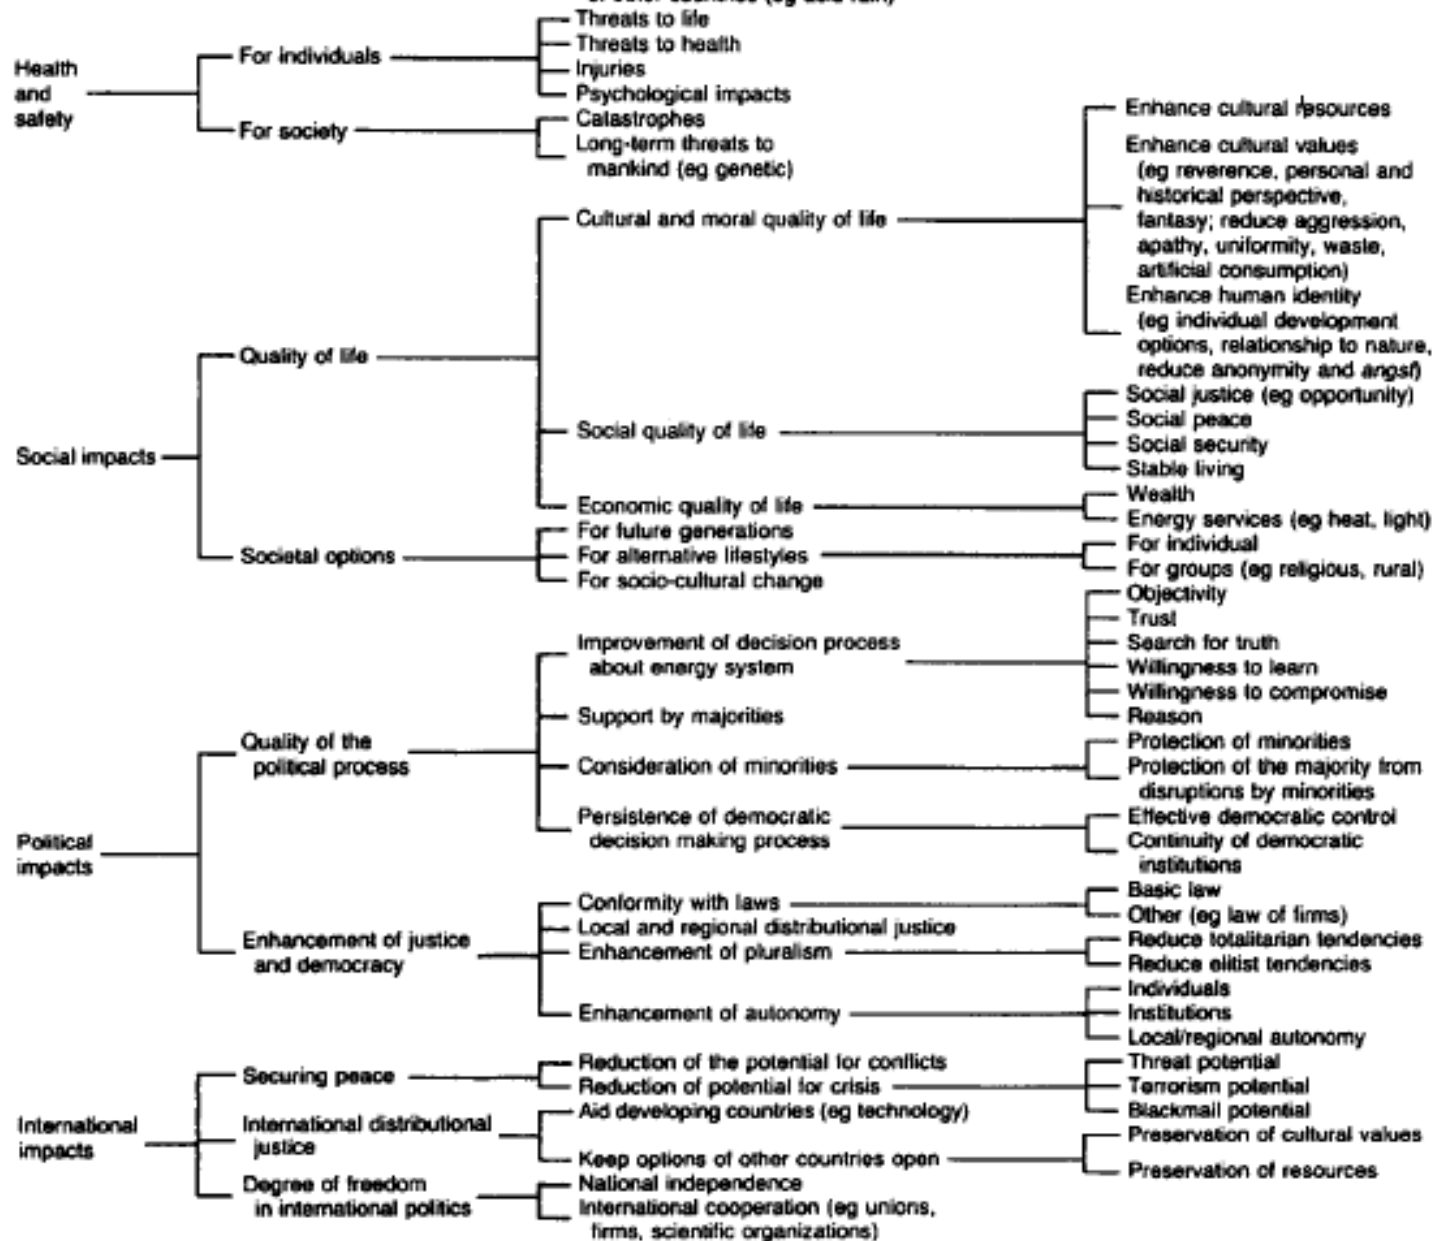 of other countries (eg acid rain)
Threats to life
Threats to health
Injuries
Psychological impacts
For individuals
Health
and
safety
For society
Catastrophes
Long-term threats to
mankind (eg genetic)
Enhance cultural resources
Enhance cultural values
(eg reverence, personal and
historical perspective,
fantasy; reduce aggression,
apathy, uniformity, waste,
artificial consumption)
Enhance human identity
(eg individual development
options, relationship to nature,
reduce anonymity and angst)
Cultural and moral quality of life
Quality of life
Social quality of life
Social justice (eg opportunity)
Social peace
Social security
Stable living
Social impacts
Economic quality of life
Wealth
Energy services (eg heat, light)
Societal options
For future generations
For alternative lifestyles
For socio-cultural change
For individual
For groups (eg religious, rural)
Improvement of decision process
about energy system
Objectivity
Trust
Search for truth
Willingness to learn
Willingness to compromise
Reason
Support by majorities
Quality of the
political process
Consideration of minorities
Protection of minorities
Protection of the majority from
disruptions by minorities
Persistence of democratic
decision making process
Effective democratic control
Continuity of democratic
institutions
Political
impacts
Conformity with laws
Basic law
Other (eg law of firms)
Local and regional distributional justice
Enhancement of justice
and democracy
Enhancement of pluralism
Reduce totalitarian tendencies
Reduce elitist tendencies
Enhancement of autonomy
Individuals
Institutions
Local/regional autonomy
Securing peace
Reduction of the potential for conflicts
Reduction of potential for crisis
Threat potential
Terrorism potential
Blackmail potential
International
impacts
International distributional
justice
Aid developing countries (eg technology)
Keep options of other countries open
Preservation of cultural values
Preservation of resources
Degree of freedom
in international politics
National independence
International cooperation (eg unions,
firms, scientific organizations)